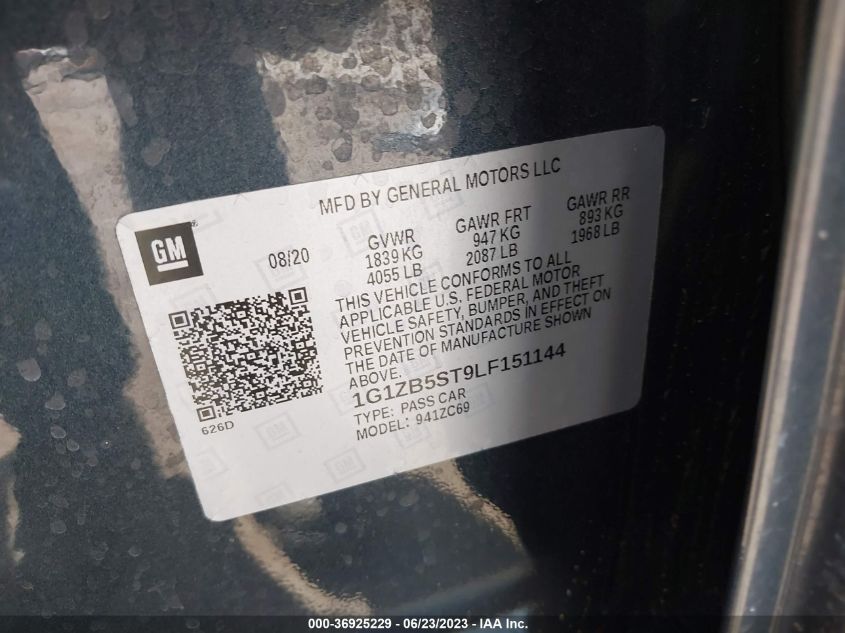 MFD BY GENERAL MOTORS LLC
GM
®
08/20
GVWR
1839 KG
4055 LB
GAWR FRT
947 KG
2087 LB
GAWR RR
893 KG
1968 LB
THIS VEHICLE CONFORMS TO ALL
APPLICABLE U.S. FEDERAL MOTOR
VEHICLE SAFETY, BUMPER, AND THEFT
PREVENTION STANDARDS IN EFFECT ON
THE DATE OF MANUFACTURE SHOWN
ABOVE.
1G1ZB5ST9LF151144
TYPE: PASS CAR
MODEL: 941ZC69
626D
000-36925229 - 06/23/2023 - IAA Inc.